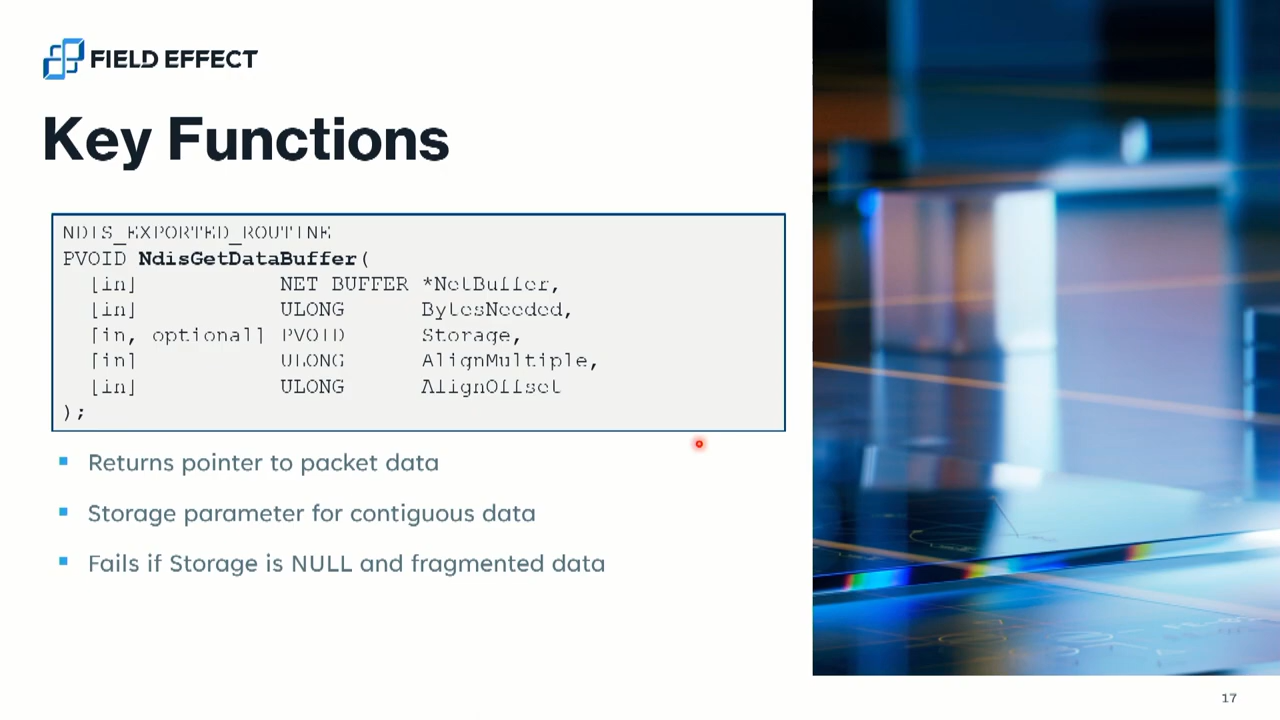 FIELD EFFECT
Key Functions
NDIS_EXPORTED_ROUTINE
PVOID NdisGetDataBuffer(
[in] NET_BUFFER *NetBuffer,
[in] ULONG BytesNeeded,
[in, optional] PVOID Storage,
[in] ULONG AlignMultiple,
[in] ULONG AlignOffset
);
Returns pointer to packet data
Storage parameter for contiguous data
Fails if Storage is NULL and fragmented data
17